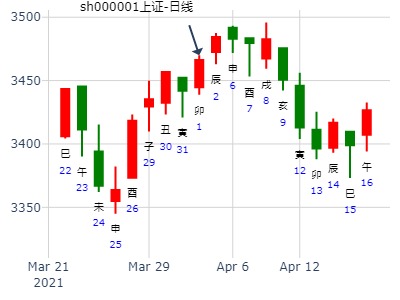 sh000001上证-日线
3500
3450
3400
3350
巳
22
午
23
未
24
申
25
酉
26
子
29
丑
30
寅
31
卯
1
辰
2
申
6
酉
7
戌
8
亥
9
寅
12
卯
13
辰
14
巳
15
午
16
Mar 21
2021
Mar 29
Apr 6
Apr 12